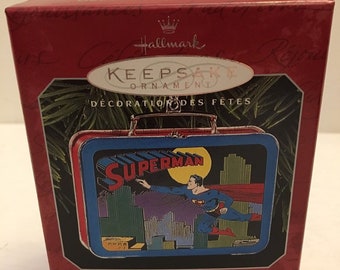 Hallmark
KEEPSAKE
ORNAMENT
DÉCORATION DES FÊTES
SUPERMAN